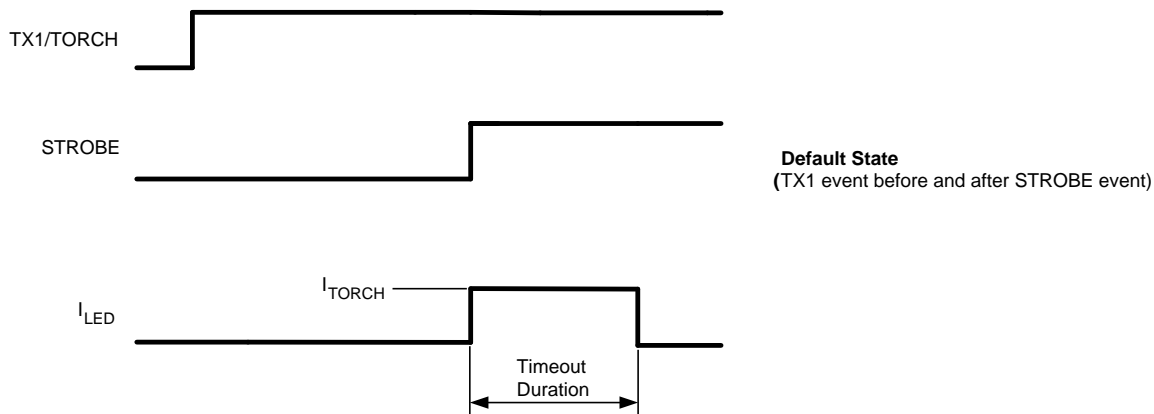 TX1/TORCH
STROBE
Default State
(TX1 event before and after STROBE event)
ITORCH
ILED
Timeout
Duration